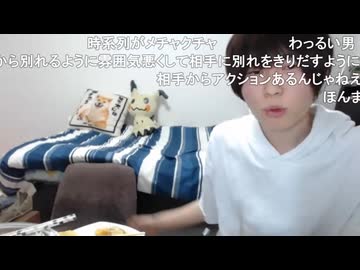 時系列がメチャクチャ
わっるい男
から別れるように雰囲気悪くして相手に別れをきりだすように
相手からアクションあるんじゃねえ
ほんま